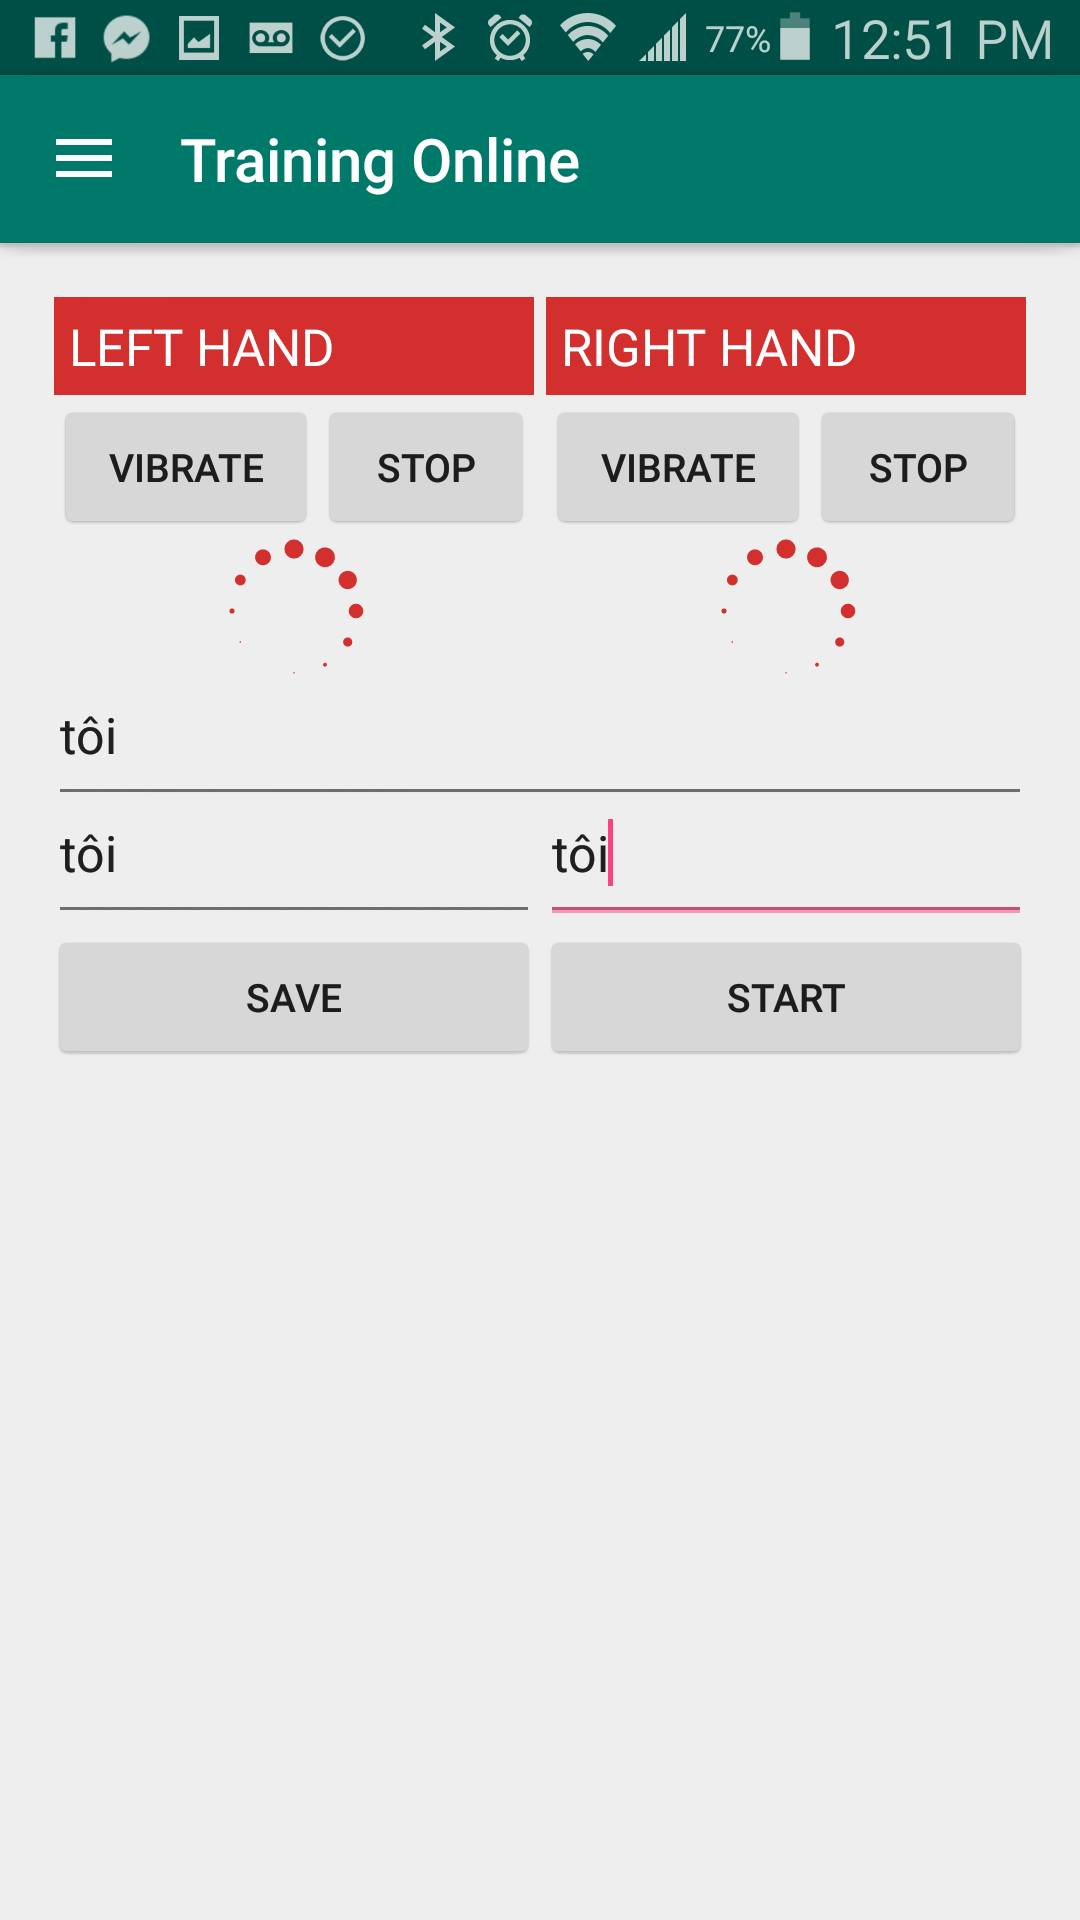 77% 12:51 PM
Training Online
LEFT HAND RIGHT HAND
VIBRATE STOP VIBRATE STOP
tôi
tôi tôi
SAVE START